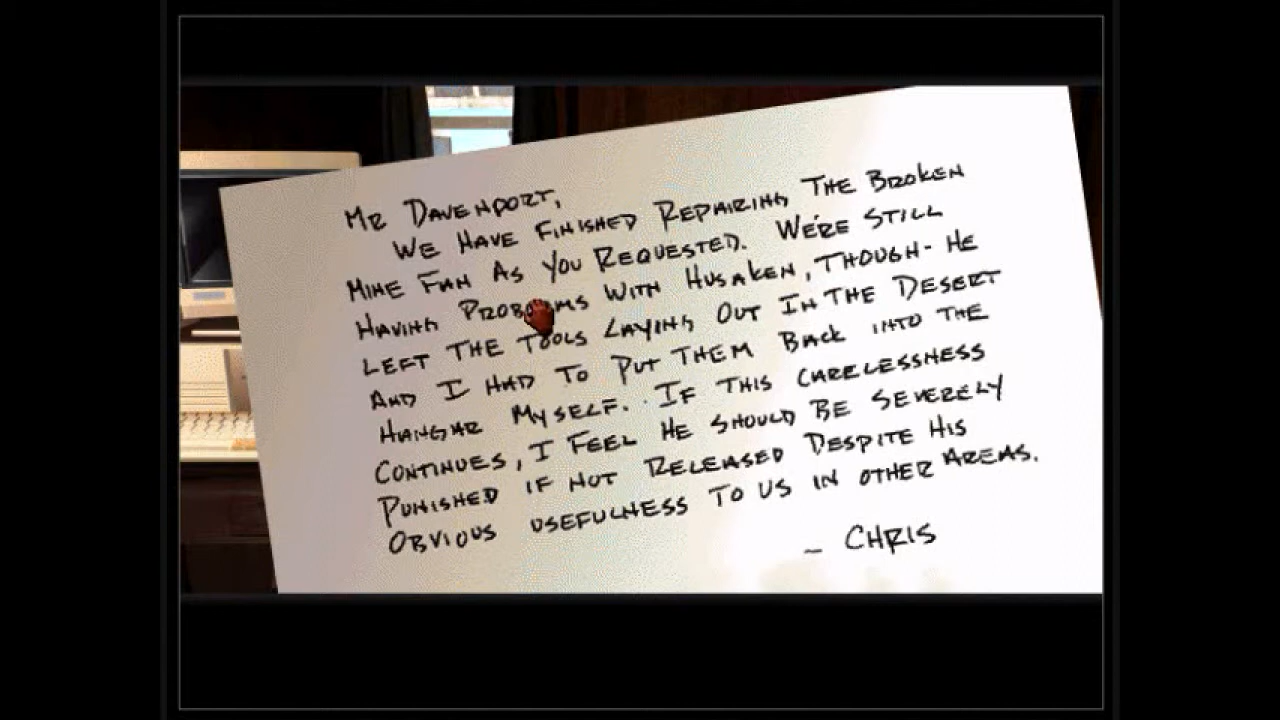 Mr Davenport,
We Have Finished Repairing The Broken
Mine Fan As You Requested. We're Still
Having Problems With Husaken, Though - He
Left The Tools Laying Out In The Desert
And I Had To Put Them Back Into The
Hangar Myself. If This Carelessness
Continues, I Feel He Should Be Severely
Punished If Not Released Despite His
Obvious Usefulness To Us In Other Areas.
~ Chris